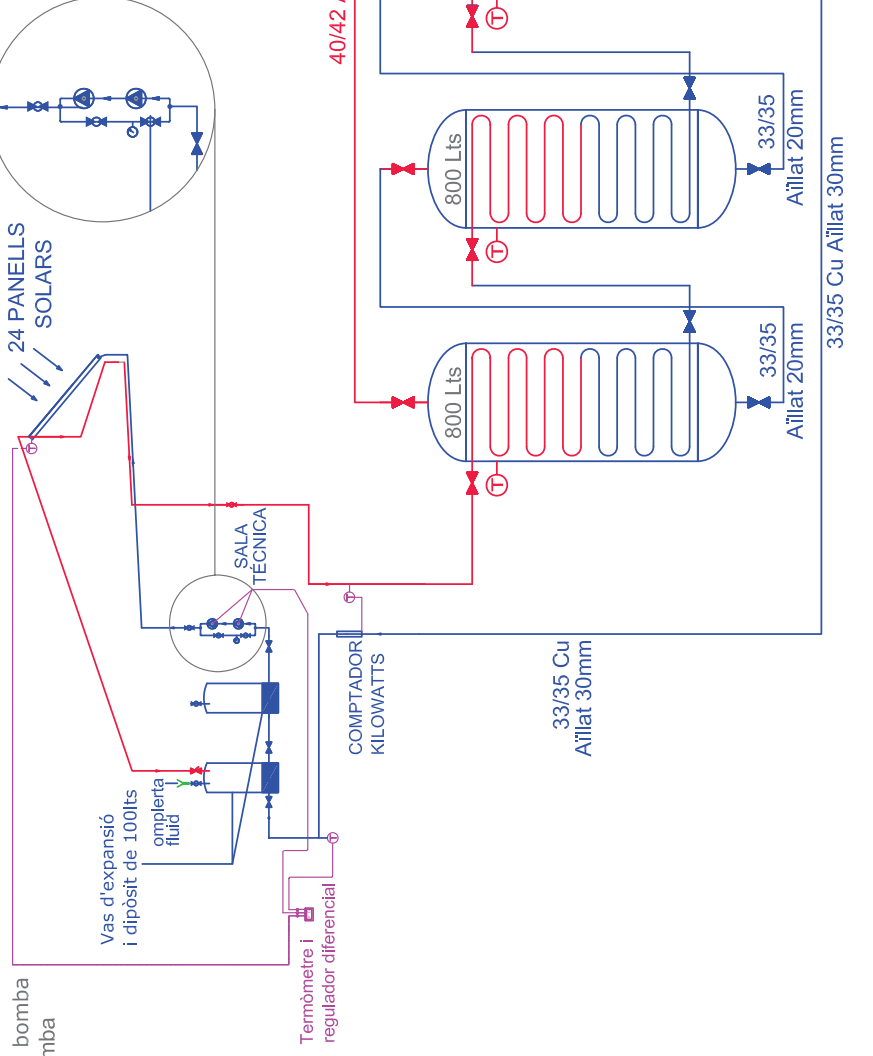 24 PANELLS
SOLARS
40/42
800 Lts
33/35
Aïllat 20mm
33/35 Cu Aïllat 30mm
800 Lts
33/35
Aïllat 20mm
SALA
TÉCNICA
COMPTADOR
KILOWATTS
33/35 Cu
Aïllat 30mm
omplerta
fluid
Vas d'expansió
i dipòsit de 100lts
Termòmetre i
regulador diferencial
bomba
mba
T
T
T
T
T
T